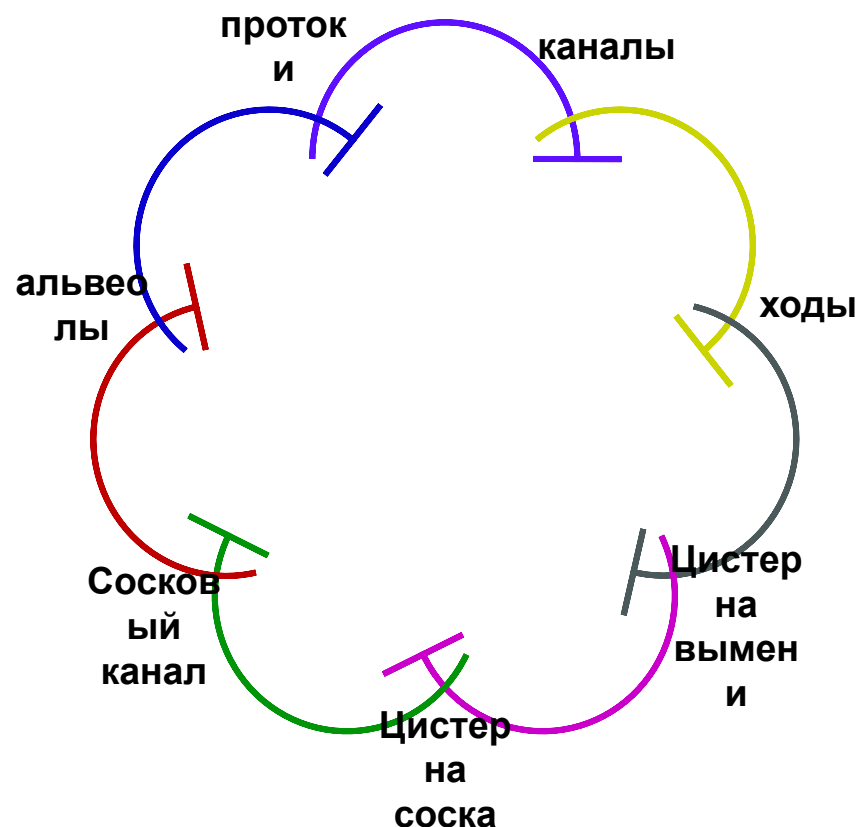 проток
и
каналы
ходы
Цистер
на
вымен
и
Цистер
на
соска
Сосков
ый
канал
альвео
лы